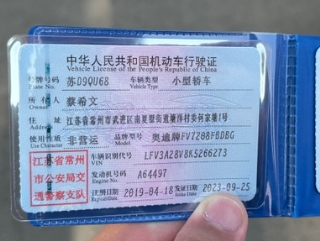 中华人民共和国机动车行驶证
Vehicle License of the People's Republic of China
号牌号码 苏D9QU68 车辆类型 小型轿车
Plate No. Vehicle Type
所有人 蔡希文
Owner
住址 江苏省常州市武进区南夏墅街道
Address
使用性质 非营运 品牌型号 奥迪牌FV7208FBDBG
Use Character Model
江苏省常州市公安局交通警察支队
车辆识别代号 LFV3A28V8K5266273
VIN
发动机号码 A64497
Engine No.
注册日期 2019-04-18 发证日期 2023-09-25